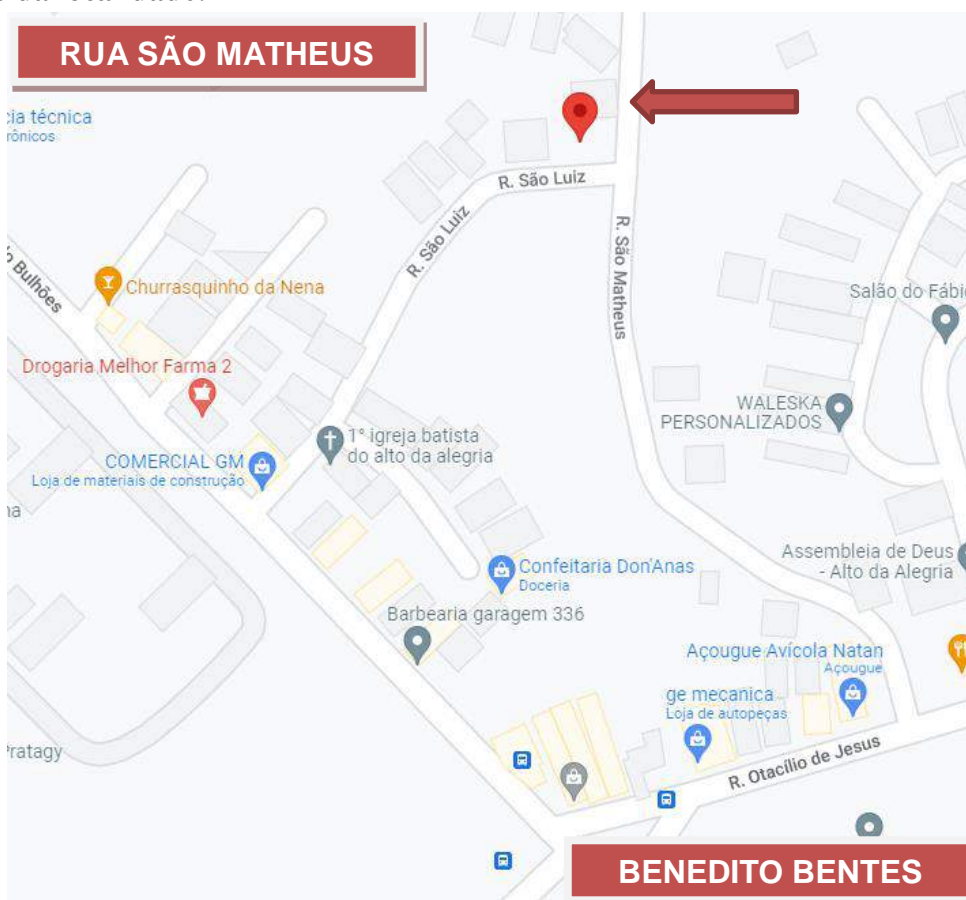 RUA SÃO MATHEUS
cia técnica
rônicos
R. São Luiz
R. São Luiz
R. São Matheus
Bulhões
Churrasquinho da Nena
Salão do Fábi
Drogaria Melhor Farma 2
WALESKA
PERSONALIZADOS
1° igreja batista
do alto da alegria
COMERCIAL GM
Loja de materiais de construção
na
Assembleia de Deus
- Alto da Alegria
Confeitaria Don'Anas
Doceria
Barbearia garagem 336
Açougue Avícola Natan
Açougue
ge mecanica
Loja de autopeças
ratagy
R. Otacílio de Jesus
BENEDITO BENTES